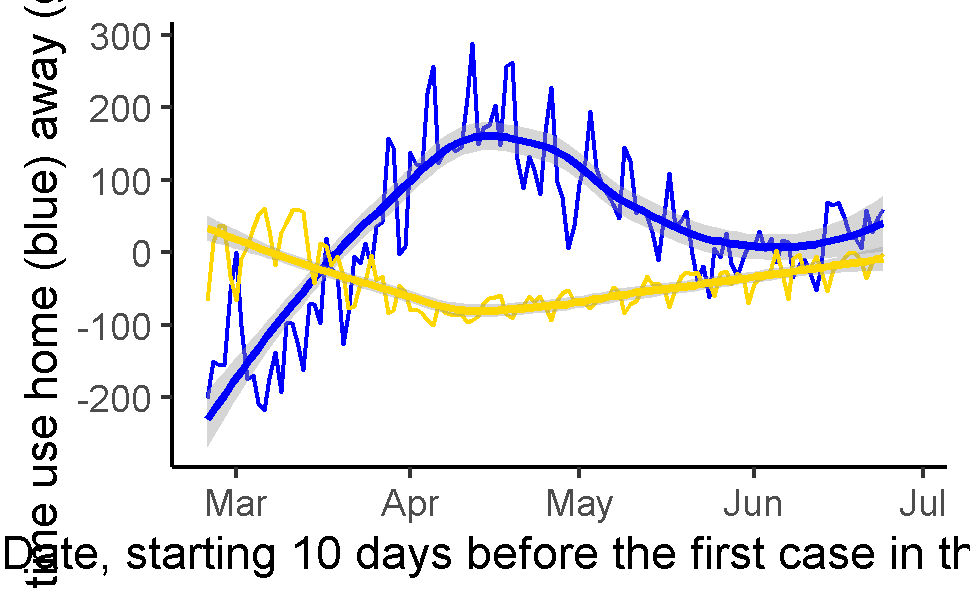 time use home (blue) away (
300
200
100
0
-100
-200
Mar Apr May Jun Jul
Date, starting 10 days before the first case in th